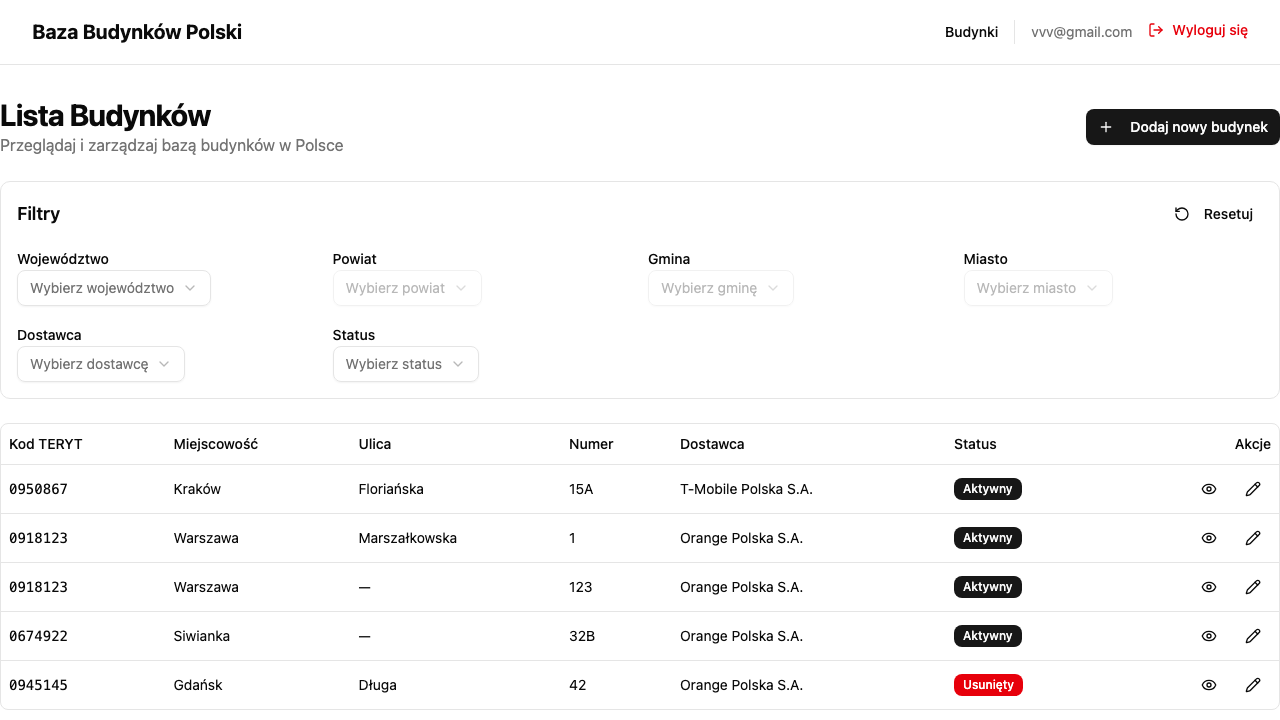 Baza Budynków Polski
Budynki vvv@gmail.com Wyloguj się
Lista Budynków
Przeglądaj i zarządzaj bazą budynków w Polsce
Dodaj nowy budynek
Filtry
Resetuj
Województwo Powiat Gmina Miasto
Wybierz województwo Wybierz powiat Wybierz gminę Wybierz miasto
Dostawca Status
Wybierz dostawcę Wybierz status
Kod TERYT Miejscowość Ulica Numer Dostawca Status Akcje
0950867 Kraków Floriańska 15A T-Mobile Polska S.A. Aktywny
0918123 Warszawa Marszałkowska 1 Orange Polska S.A. Aktywny
0918123 Warszawa — 123 Orange Polska S.A. Aktywny
0674922 Siwianka — 32B Orange Polska S.A. Aktywny
0945145 Gdańsk Długa 42 Orange Polska S.A. Usunięty